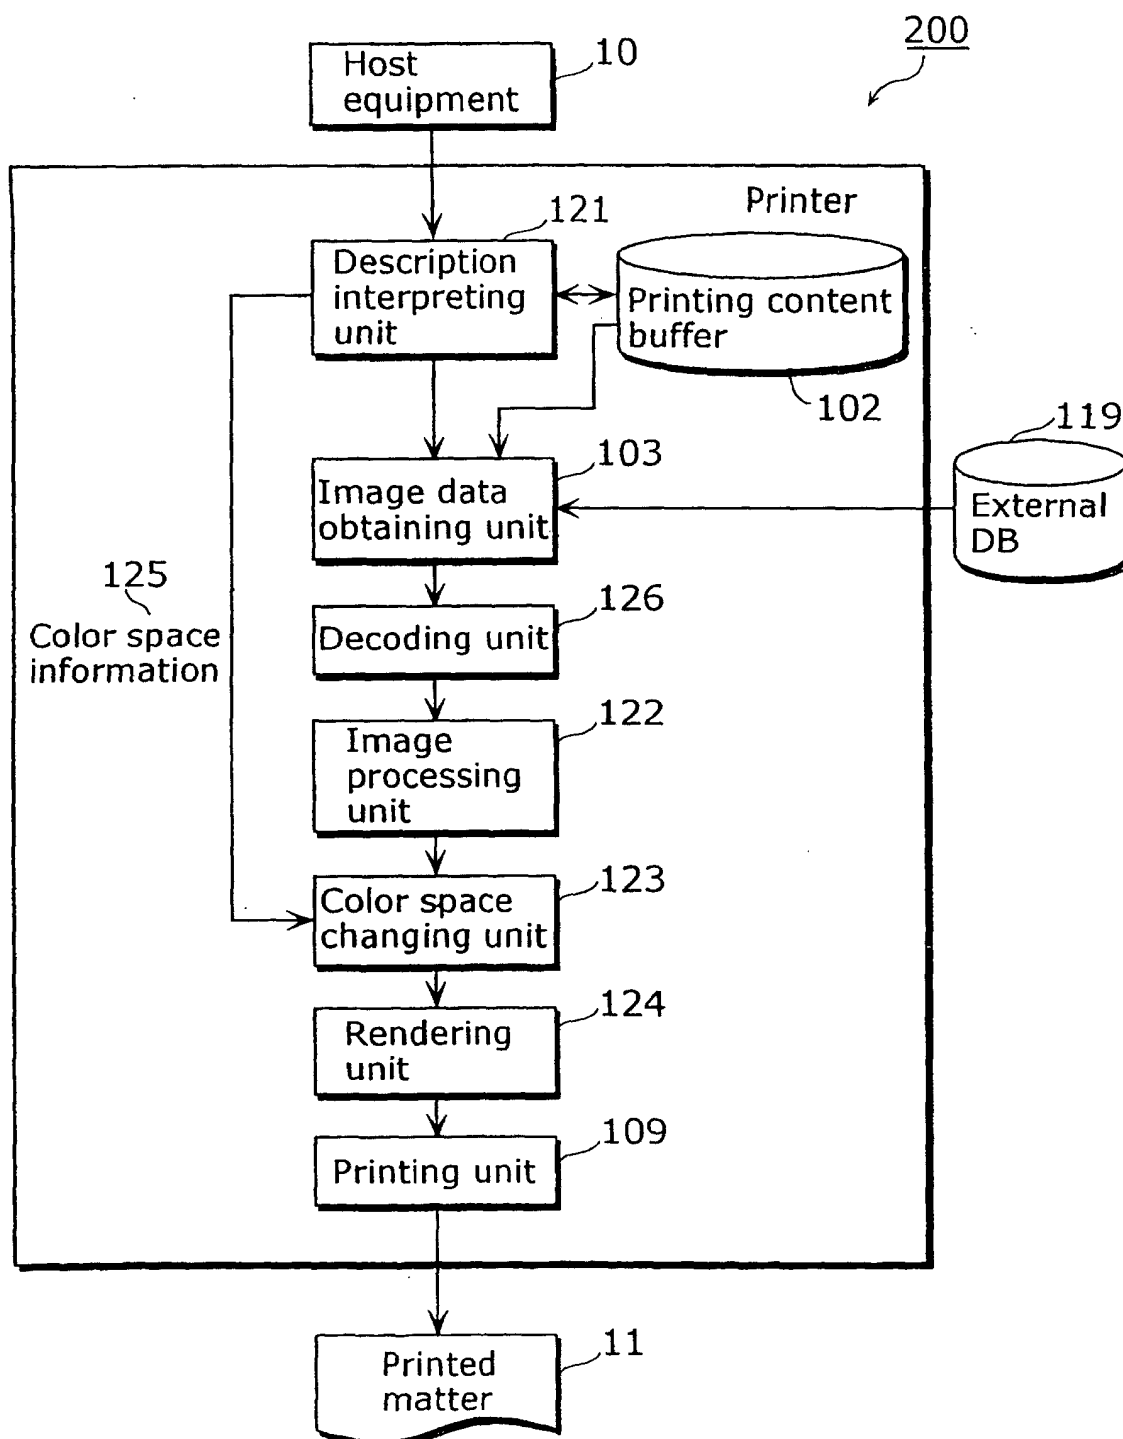 200
10
Host
equipment
Printer
121
Description
interpreting
unit
Printing content
buffer
102
119
External
DB
103
Image data
obtaining unit
125
Color space
information
126
Decoding unit
122
Image
processing
unit
123
Color space
changing unit
124
Rendering
unit
109
Printing unit
11
Printed
matter